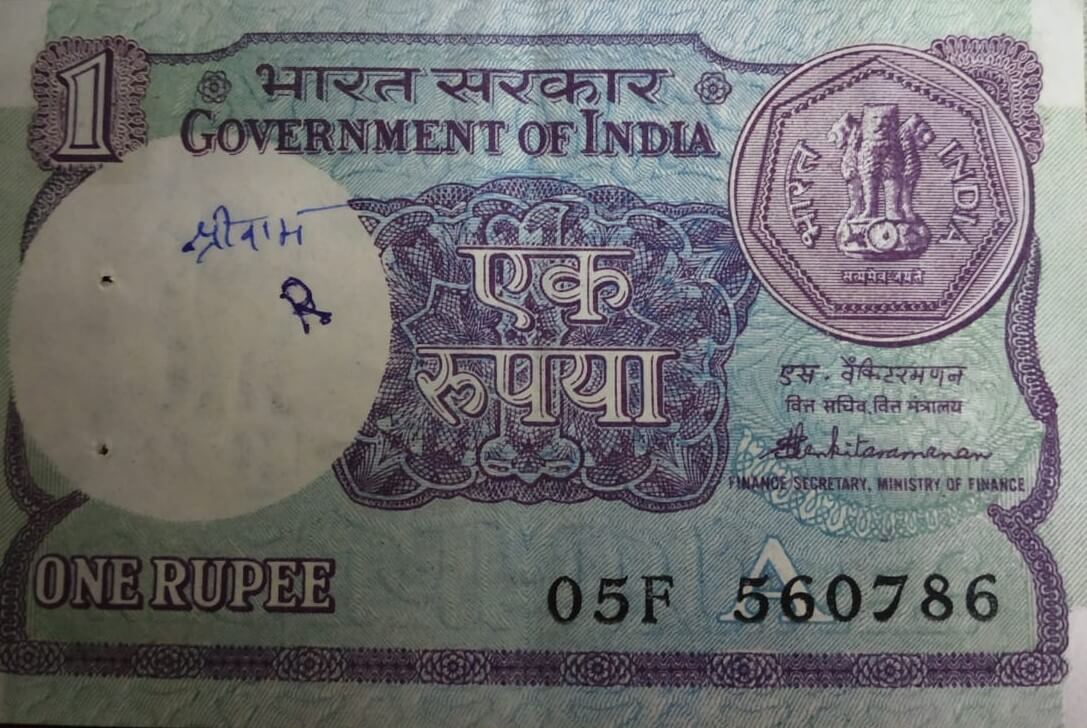 1
भारत सरकार
GOVERNMENT OF INDIA
भारत
INDIA
सत्यमेव जयते
श्रीराम
R
एक
रुपया
एस. वेंकिटरमणन
वित्त सचिव, वित्त मंत्रालय
SVenkitaramanan
FINANCE SECRETARY, MINISTRY OF FINANCE
ONE RUPEE
A
05F 560786